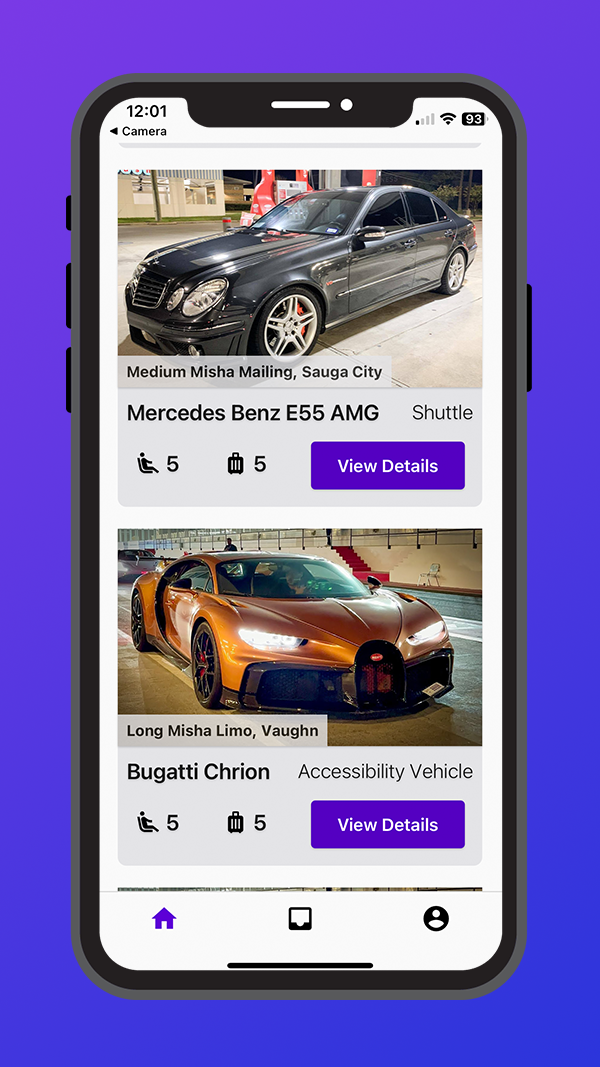 12:01
93
◀ Camera
Medium Misha Mailing, Sauga City
Mercedes Benz E55 AMG
Shuttle
5
5
View Details
Long Misha Limo, Vaughn
Bugatti Chrion
Accessibility Vehicle
5
5
View Details